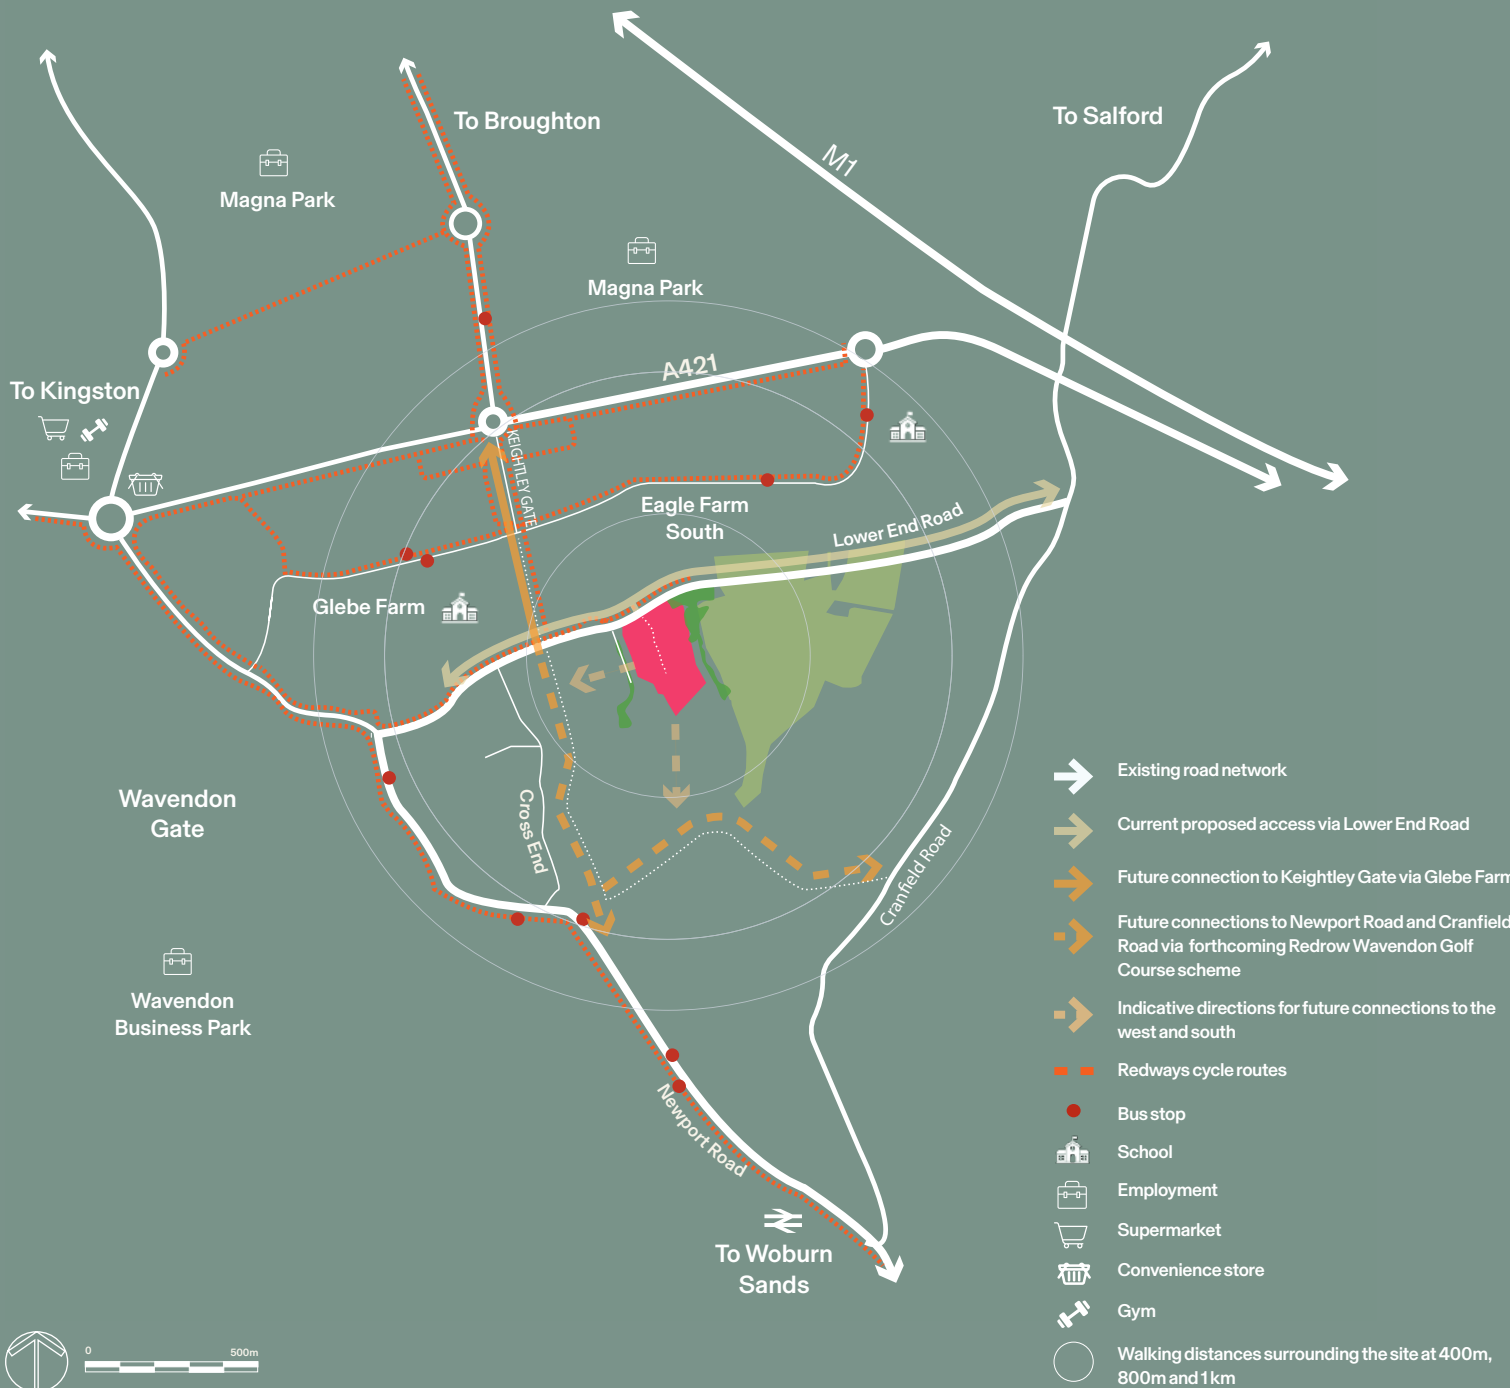 To Broughton
To Salford
M1
Magna Park
Magna Park
A421
To Kingston
KEIGHTLEY GATE
Eagle Farm
South
Lower End Road
Glebe Farm
Wavendon
Gate
Cross End
Cranfield Road
Wavendon
Business Park
Newport Road
To Woburn
Sands
Existing road network
Current proposed access via Lower End Road
Future connection to Keightley Gate via Glebe Farm
Future connections to Newport Road and Cranfield
Road via forthcoming Redrow Wavendon Golf
Course scheme
Indicative directions for future connections to the
west and south
Redways cycle routes
Bus stop
School
Employment
Supermarket
Convenience store
Gym
Walking distances surrounding the site at 400m,
800m and 1km
0
500m